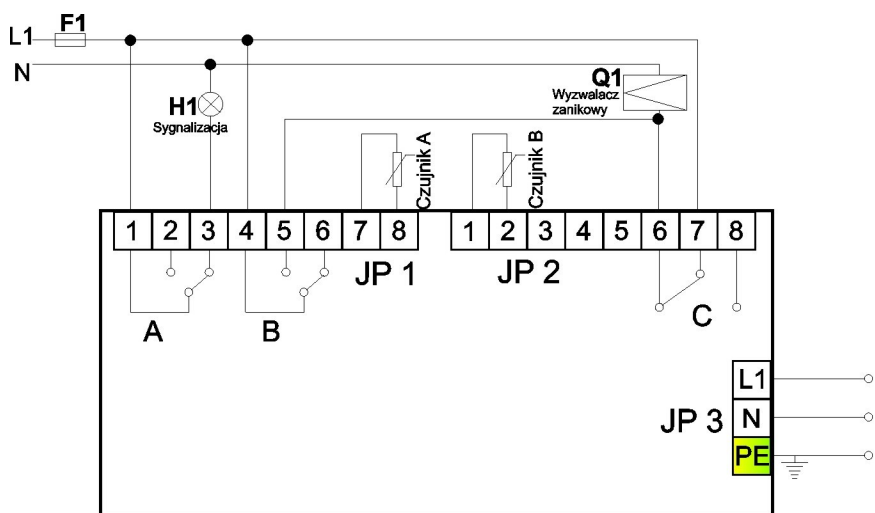 L1 F1
N
H1
Sygnalizacja
Q1
Wyzwalacz
zanikowy
Czujnik A
Czujnik B
1 2 3 4 5 6 7 8
1 2 3 4 5 6 7 8
JP 1
JP 2
A
B
C
JP 3
L1
N
PE